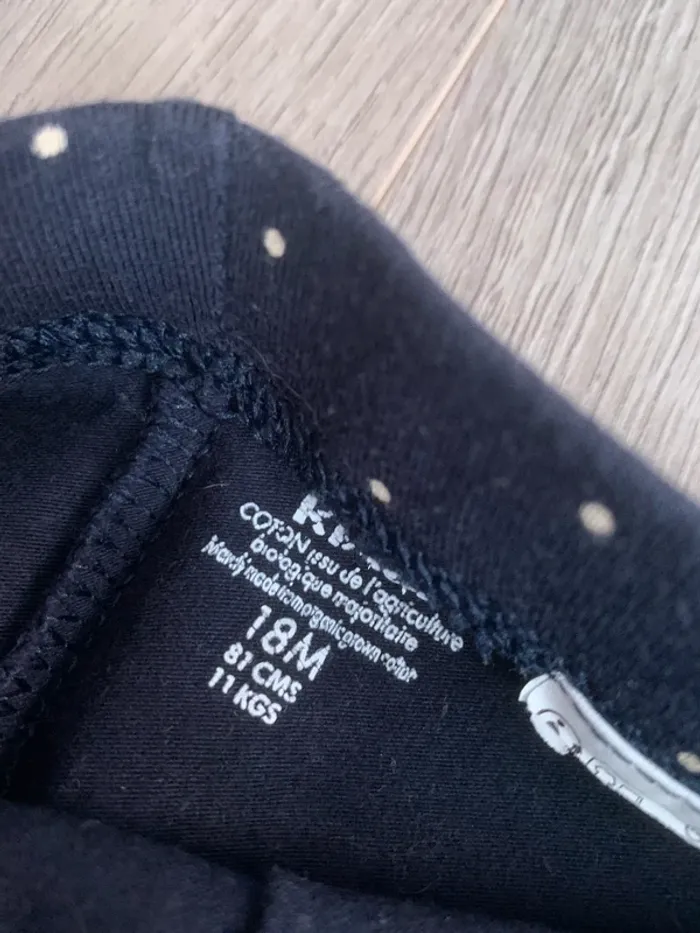 COTON issu de l'agriculture
biologique majoritaire
Mainly made from organic grown cotton
18M
81 CMS
11 KGS